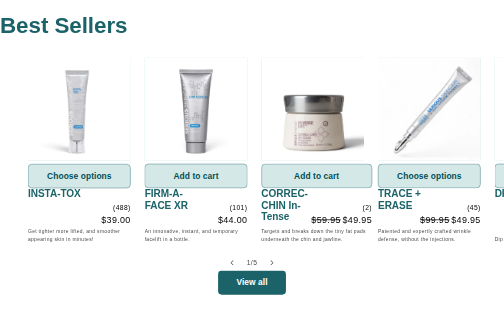 Best Sellers
Choose options
Add to cart
Add to cart
Choose options
INSTA-TOX
(488)
$39.00
Get tighter more lifted, and smoother
appearing skin in minutes!
FIRM-A-
FACE XR
(101)
$44.00
An innovative, instant, and temporary
facelift in a bottle.
CORREC-
CHIN In-
Tense
(2)
$59.95 $49.95
Targets and breaks down the tiny fat pads
underneath the chin and jawline.
TRACE +
ERASE
(45)
$99.95 $49.95
Patented and expertly crafted wrinkle
defense, without the injections.
Dip
‹ 1/5 ›
View all